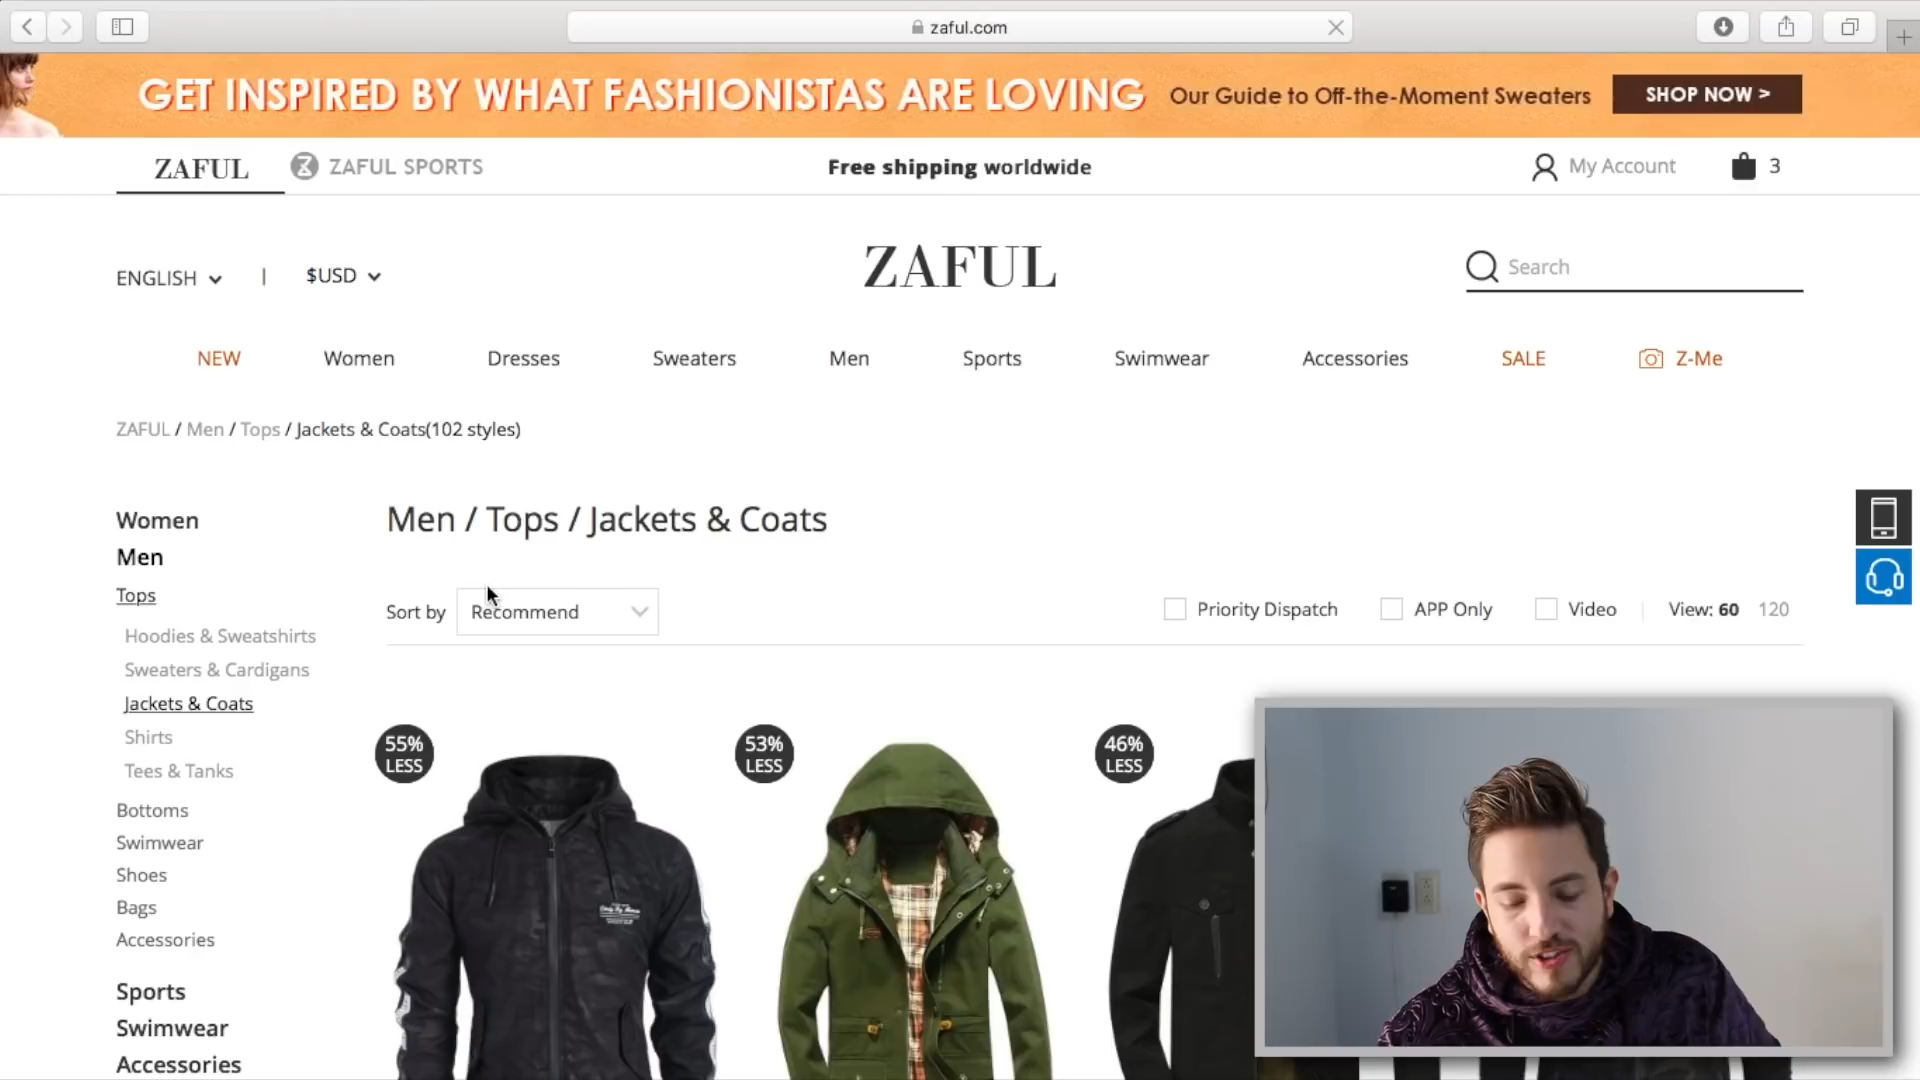 zaful.com
GET INSPIRED BY WHAT FASHIONISTAS ARE LOVING Our Guide to Off-the-Moment Sweaters SHOP NOW >
ZAFUL ZAFUL SPORTS Free shipping worldwide My Account 3
ENGLISH | $USD ZAFUL Search
NEW Women Dresses Sweaters Men Sports Swimwear Accessories SALE Z-Me
ZAFUL / Men / Tops / Jackets & Coats(102 styles)
Women
Men
Tops
Hoodies & Sweatshirts
Sweaters & Cardigans
Jackets & Coats
Shirts
Tees & Tanks
Bottoms
Swimwear
Shoes
Bags
Accessories
Sports
Swimwear
Accessories
Men / Tops / Jackets & Coats
Sort by Recommend Priority Dispatch APP Only Video View: 60 120
55%
LESS
53%
LESS
46%
LESS